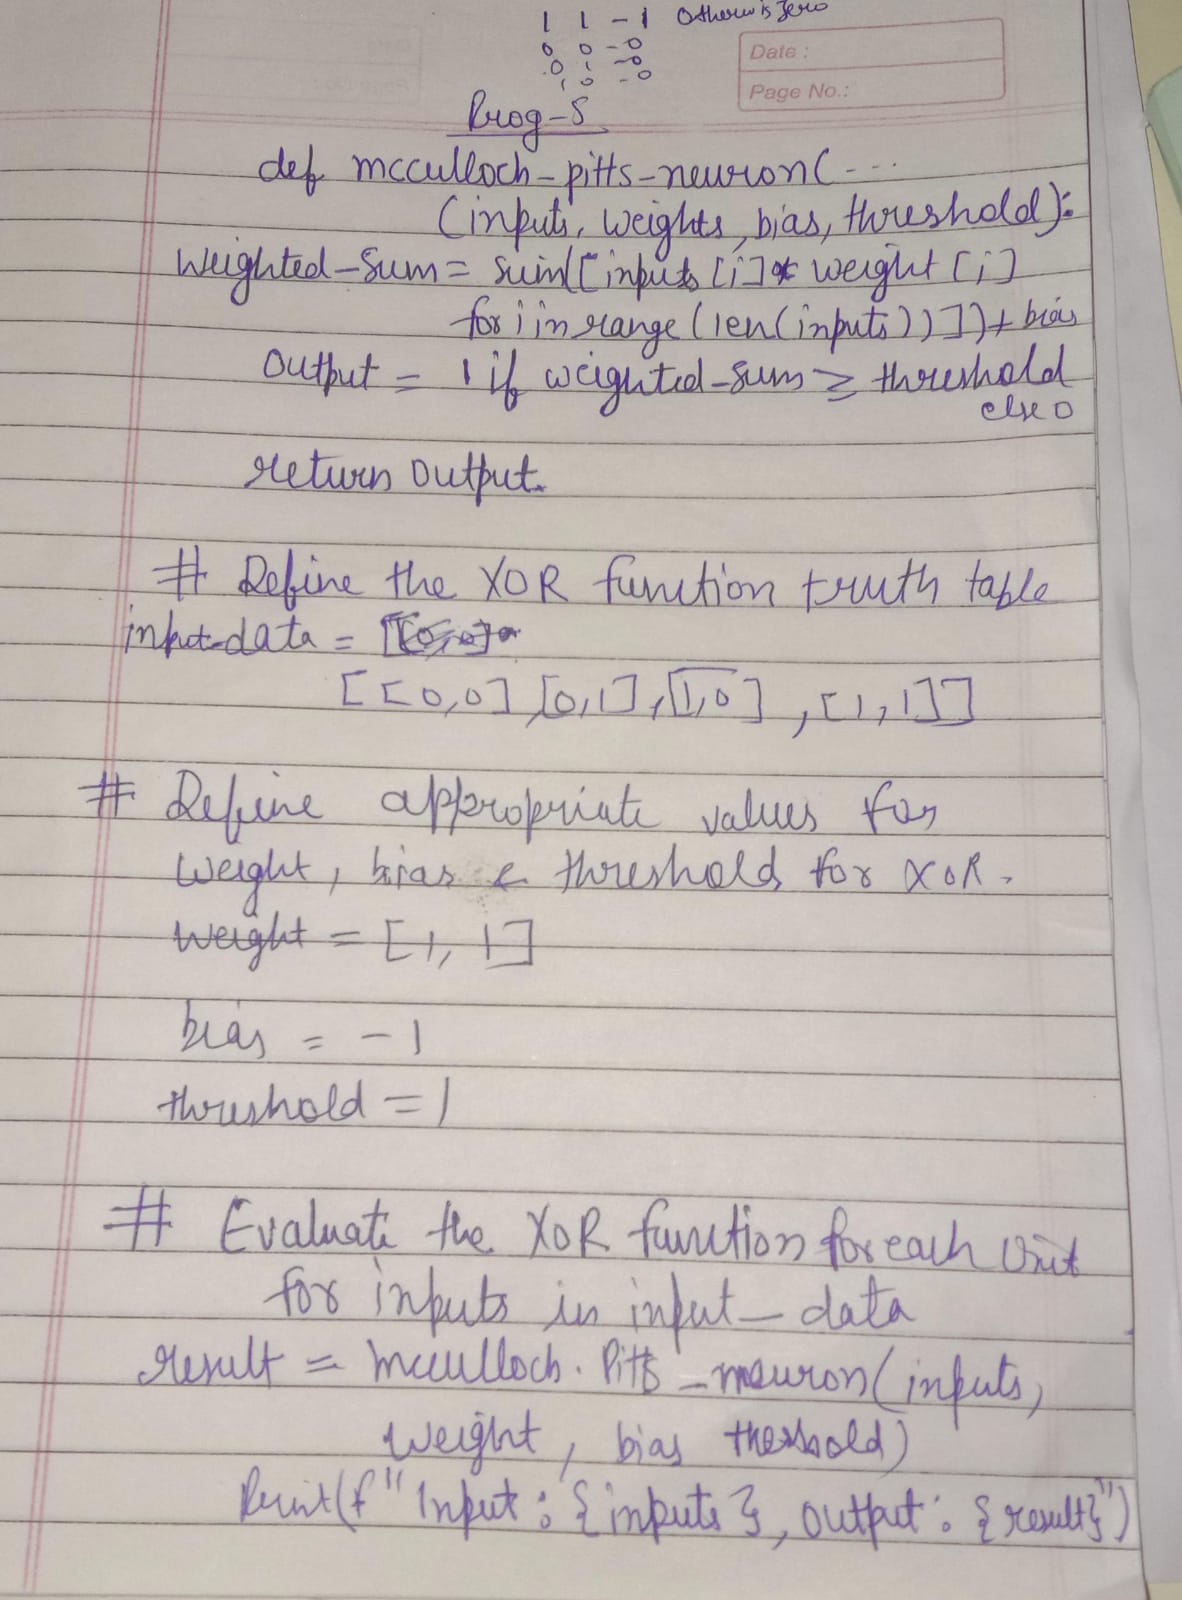 1 1 - 1 Otherwis zero
0 0 - 0
Date :
0 1 - 0
1 0 - 0
Page No.:
Prog-5
def mcculloch-pitts-neuron(- - -
(inputs, weights, bias, threshold):
Weighted-Sum = sum([inputs[i] * weight[i]
for i in range(len(inputs))]) + bias
Output = 1 if weighted-sum ≥ threshold
else 0
return output.
# Define the XOR function truth table
input-data =
[[0,0], [0,1], [1,0], [1,1]]
# Define appropriate values for
weight, bias & threshold for XOR.
weight = [1, 1]
bias = -1
threshold = 1
# Evaluate the XOR function for each Unit
for inputs in input_data
result = mcculloch. Pitts _neuron(inputs,
weight, bias threshold)
Print(f"Input: {inputs}, output: {result}")